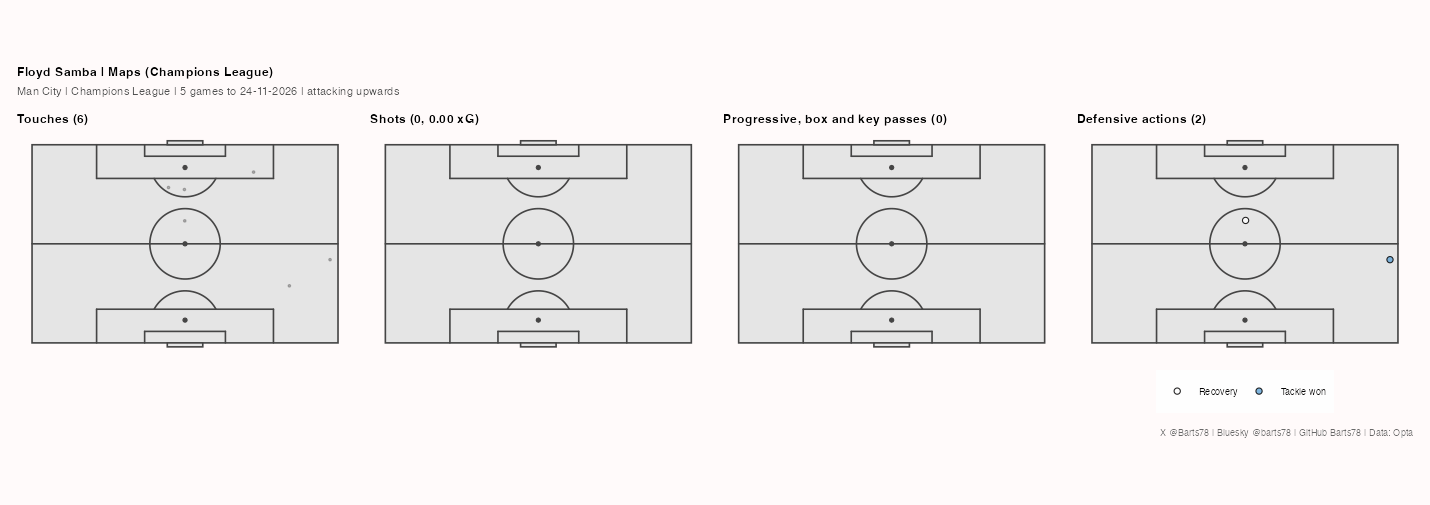 Floyd Samba | Maps (Champions League)
Man City | Champions League | 5 games to 24-11-2026 | attacking upwards
Touches (6)
Shots (0, 0.00 xG)
Progressive, box and key passes (0)
Defensive actions (2)
Recovery
Tackle won
X @Barts78 | Bluesky @barts78 | GitHub Barts78 | Data: Opta